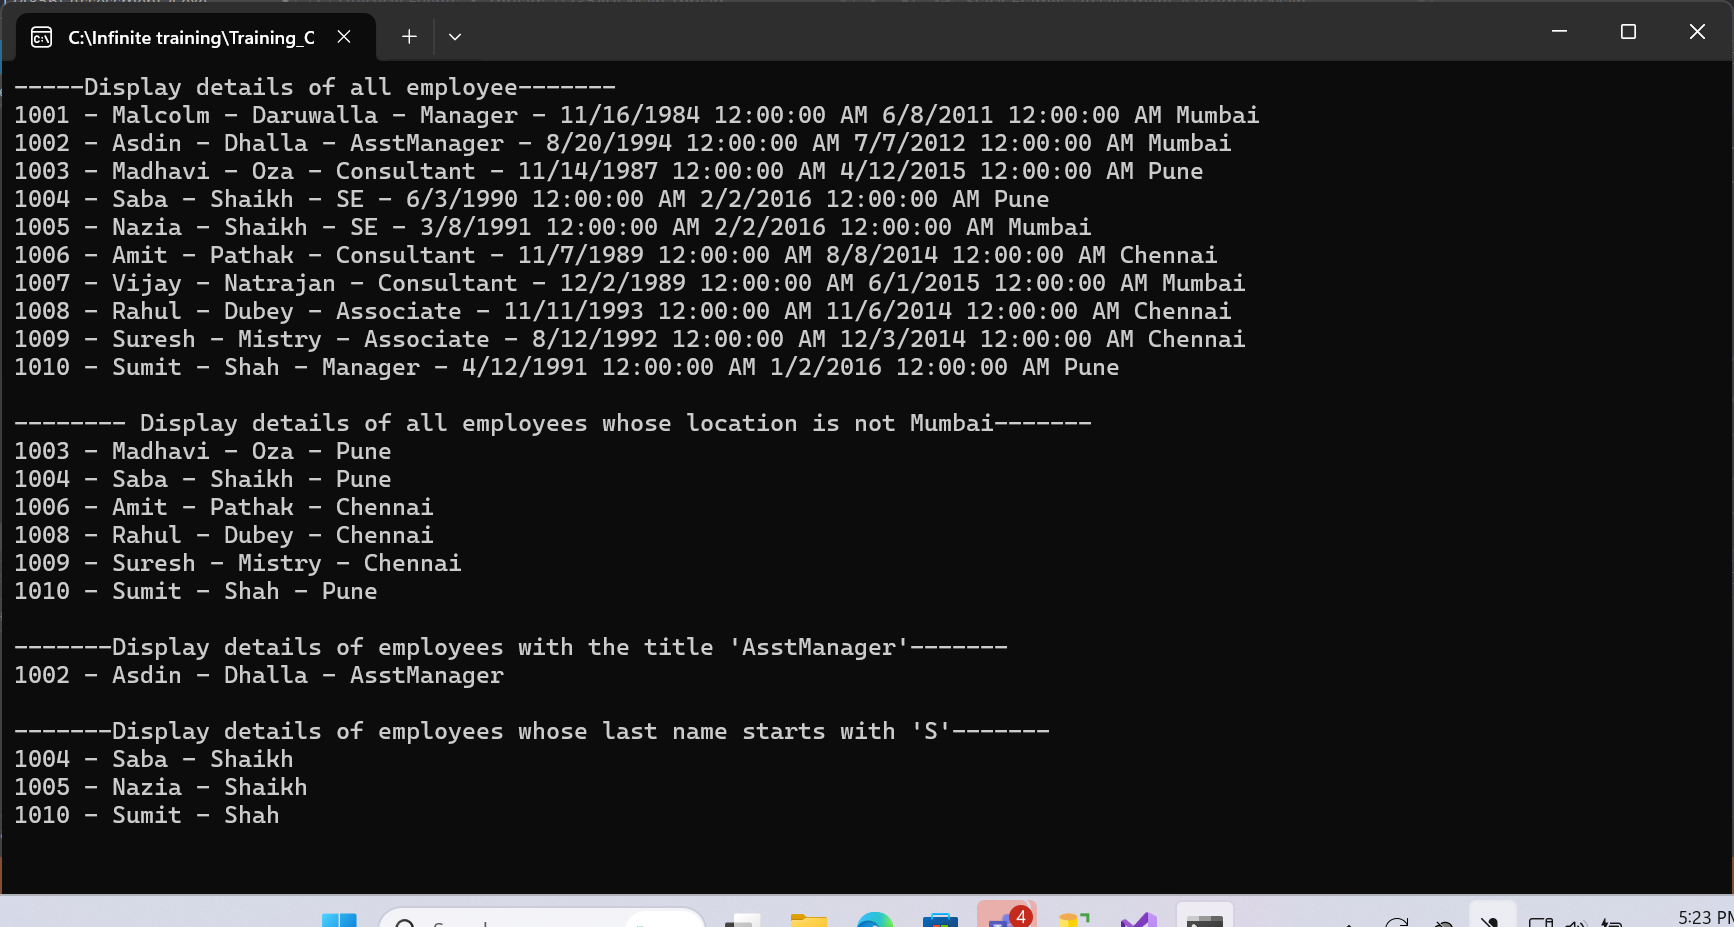 C:\Infinite training\Training_C
-----Display details of all employee-------
1001 - Malcolm - Daruwalla - Manager - 11/16/1984 12:00:00 AM 6/8/2011 12:00:00 AM Mumbai
1002 - Asdin - Dhalla - AsstManager - 8/20/1994 12:00:00 AM 7/7/2012 12:00:00 AM Mumbai
1003 - Madhavi - Oza - Consultant - 11/14/1987 12:00:00 AM 4/12/2015 12:00:00 AM Pune
1004 - Saba - Shaikh - SE - 6/3/1990 12:00:00 AM 2/2/2016 12:00:00 AM Pune
1005 - Nazia - Shaikh - SE - 3/8/1991 12:00:00 AM 2/2/2016 12:00:00 AM Mumbai
1006 - Amit - Pathak - Consultant - 11/7/1989 12:00:00 AM 8/8/2014 12:00:00 AM Chennai
1007 - Vijay - Natrajan - Consultant - 12/2/1989 12:00:00 AM 6/1/2015 12:00:00 AM Mumbai
1008 - Rahul - Dubey - Associate - 11/11/1993 12:00:00 AM 11/6/2014 12:00:00 AM Chennai
1009 - Suresh - Mistry - Associate - 8/12/1992 12:00:00 AM 12/3/2014 12:00:00 AM Chennai
1010 - Sumit - Shah - Manager - 4/12/1991 12:00:00 AM 1/2/2016 12:00:00 AM Pune
-------- Display details of all employees whose location is not Mumbai-------
1003 - Madhavi - Oza - Pune
1004 - Saba - Shaikh - Pune
1006 - Amit - Pathak - Chennai
1008 - Rahul - Dubey - Chennai
1009 - Suresh - Mistry - Chennai
1010 - Sumit - Shah - Pune
-------Display details of employees with the title 'AsstManager'-------
1002 - Asdin - Dhalla - AsstManager
-------Display details of employees whose last name starts with 'S'-------
1004 - Saba - Shaikh
1005 - Nazia - Shaikh
1010 - Sumit - Shah
4
5:23 PM